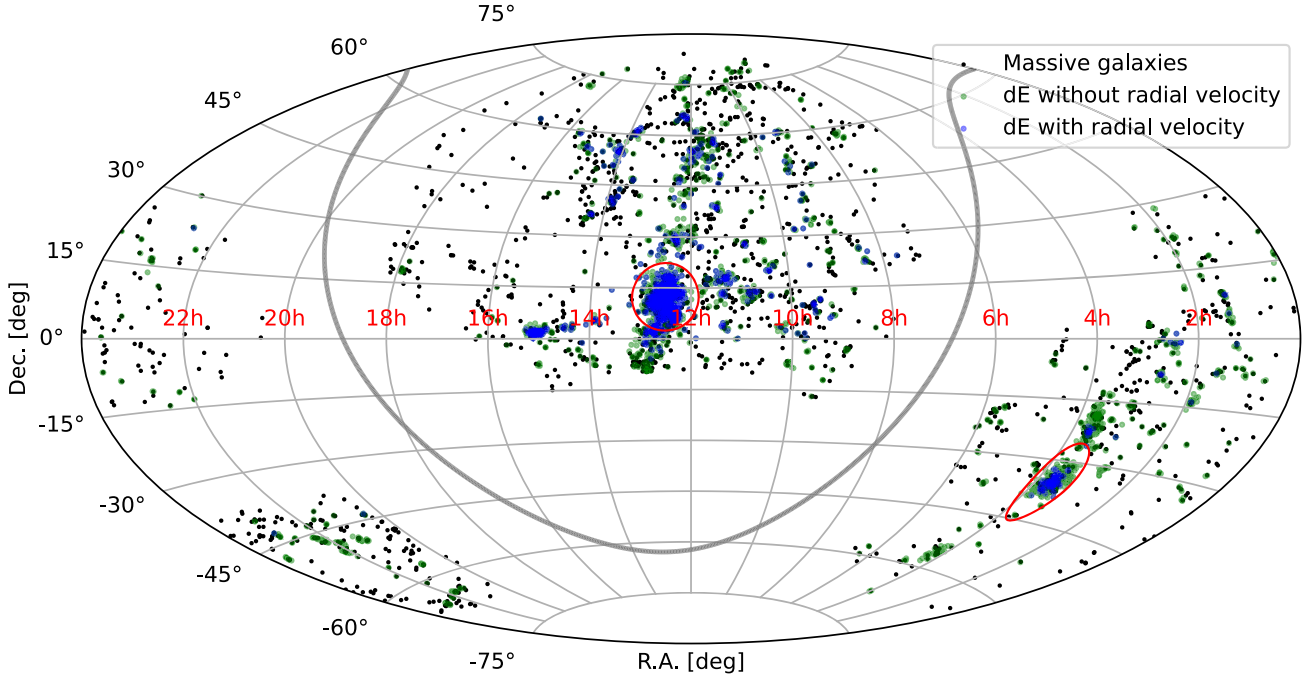 75°
60°
45°
30°
15°
0°
-15°
-30°
-45°
-60°
-75°
Dec. [deg]
R.A. [deg]
22h 20h 18h 16h 14h 12h 10h 8h 6h 4h 2h
Massive galaxies
dE without radial velocity
dE with radial velocity